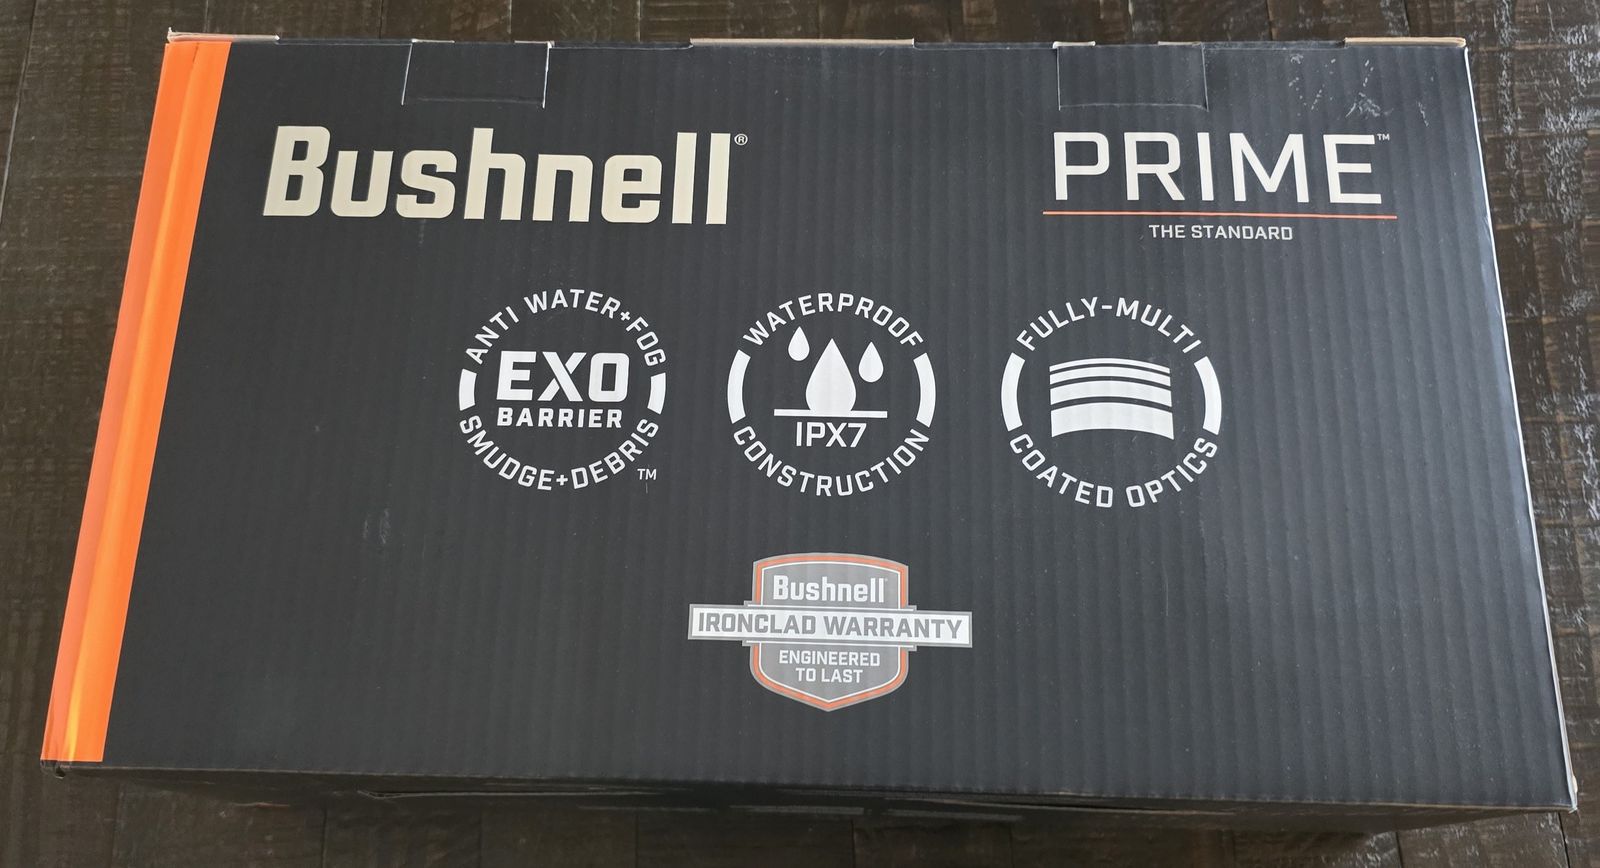 Bushnell®
PRIME™
THE STANDARD
ANTI WATER+FOG
EXO
BARRIER
SMUDGE+DEBRIS™
WATERPROOF
IPX7
CONSTRUCTION
FULLY-MULTI
COATED OPTICS
Bushnell
IRONCLAD WARRANTY
ENGINEERED
TO LAST